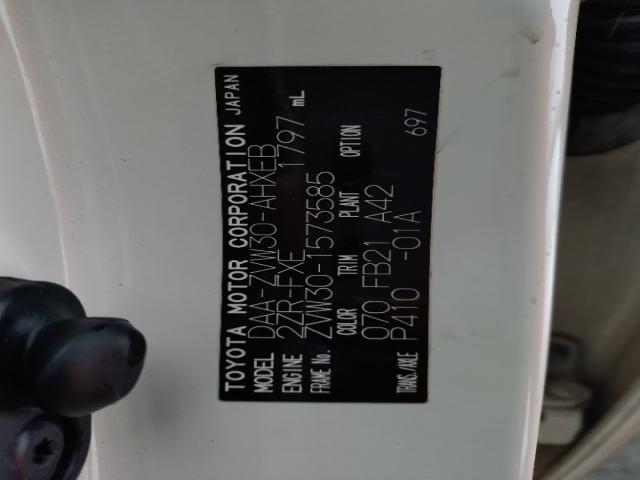 TOYOTA MOTOR CORPORATION JAPAN
MODEL DAA-ZVW30-AHXEB
ENGINE 2ZR-FXE 1797 mL
FRAME No. ZVW30-1573585
COLOR TRIM PLANT OPTION
070 FB21 A42
TRANS./AXLE P410 -01A 697